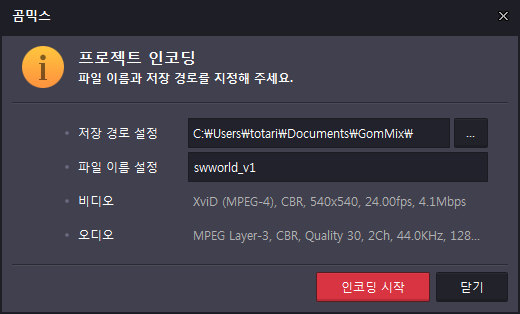 곰믹스
i
프로젝트 인코딩
파일 이름과 저장 경로를 지정해 주세요.
저장 경로 설정 C:₩Users₩totari₩Documents₩GomMix₩ ...
파일 이름 설정 swworld_v1
비디오 XviD (MPEG-4), CBR, 540x540, 24.00fps, 4.1Mbps
오디오 MPEG Layer-3, CBR, Quality 30, 2Ch, 44.0KHz, 128...
인코딩 시작 닫기